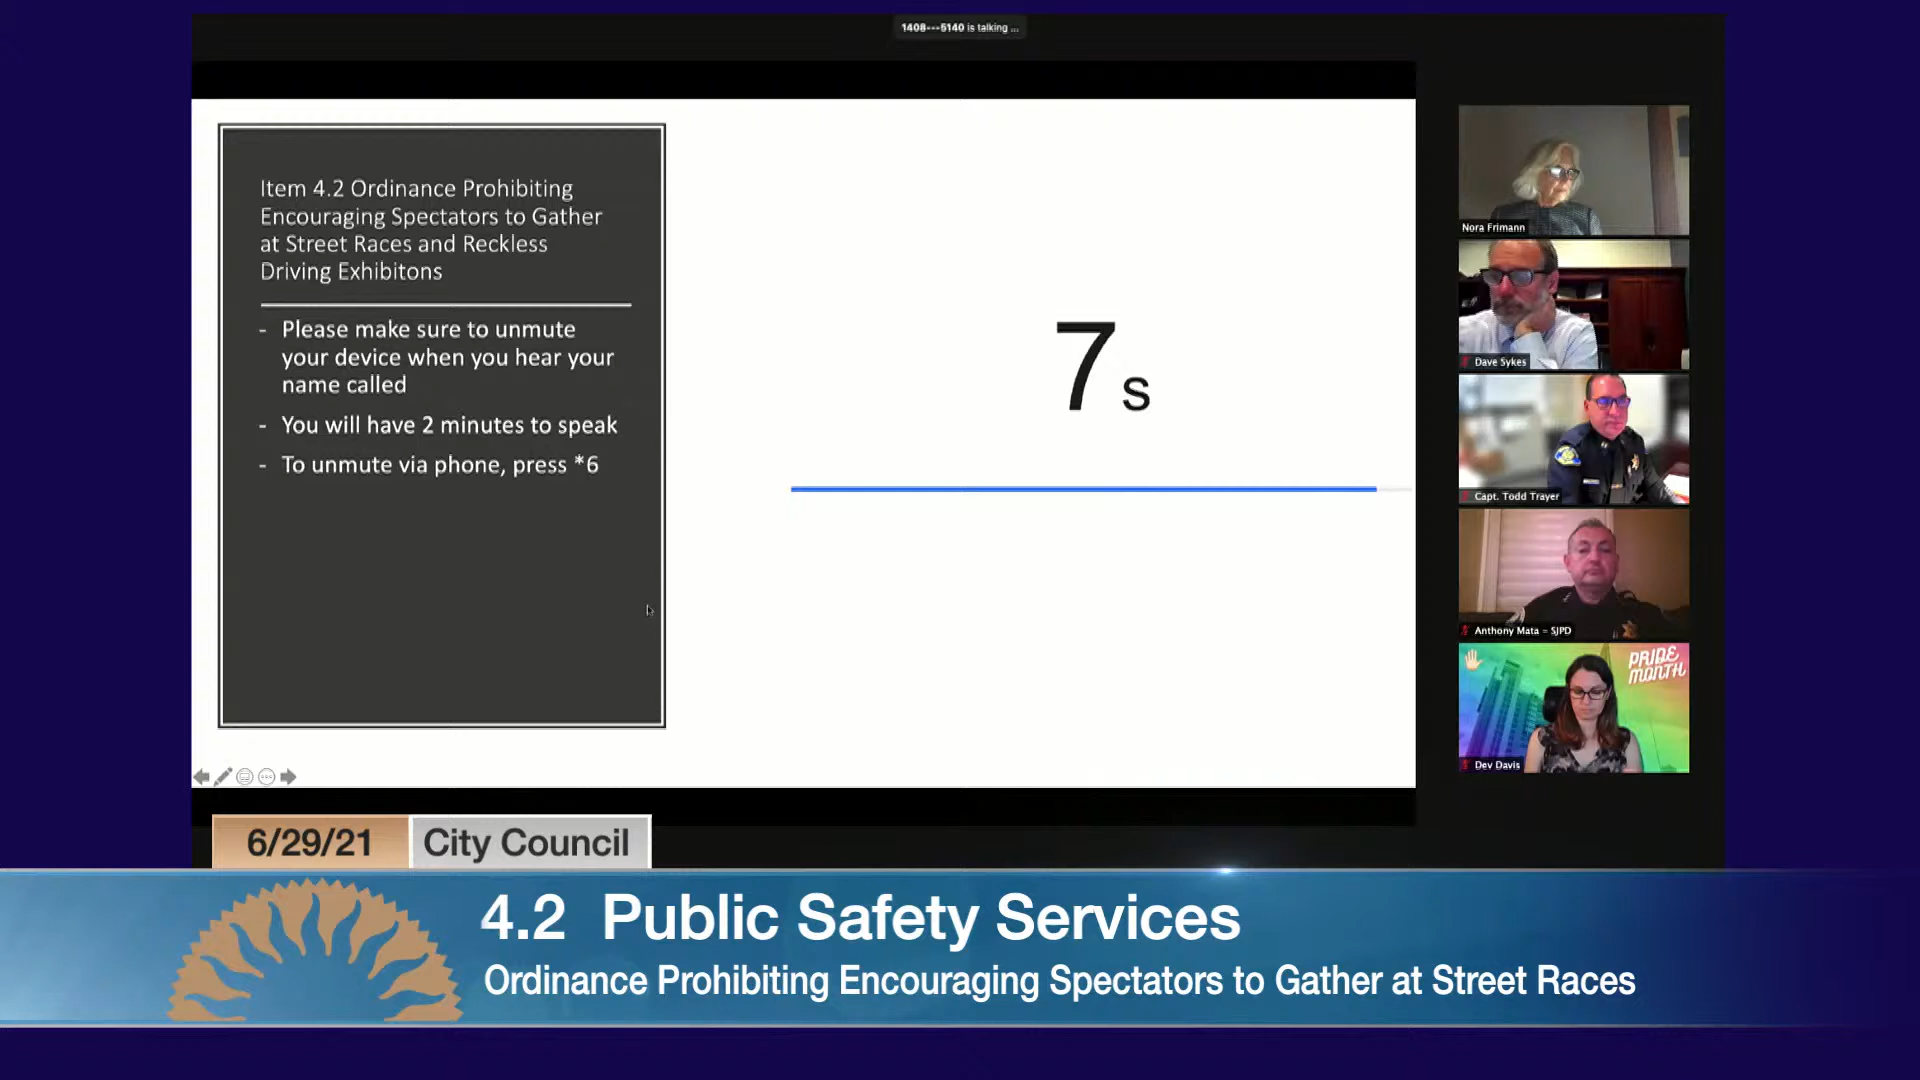 1408---5140 is talking ...
Item 4.2 Ordinance Prohibiting
Encouraging Spectators to Gather
at Street Races and Reckless
Driving Exhibitons
- Please make sure to unmute
your device when you hear your
name called
- You will have 2 minutes to speak
- To unmute via phone, press *6
7s
Nora Frimann
Dave Sykes
Capt. Todd Trayer
Anthony Mata - SJPD
PRIDE
MONTH
Dev Davis
6/29/21
City Council
4.2 Public Safety Services
Ordinance Prohibiting Encouraging Spectators to Gather at Street Races